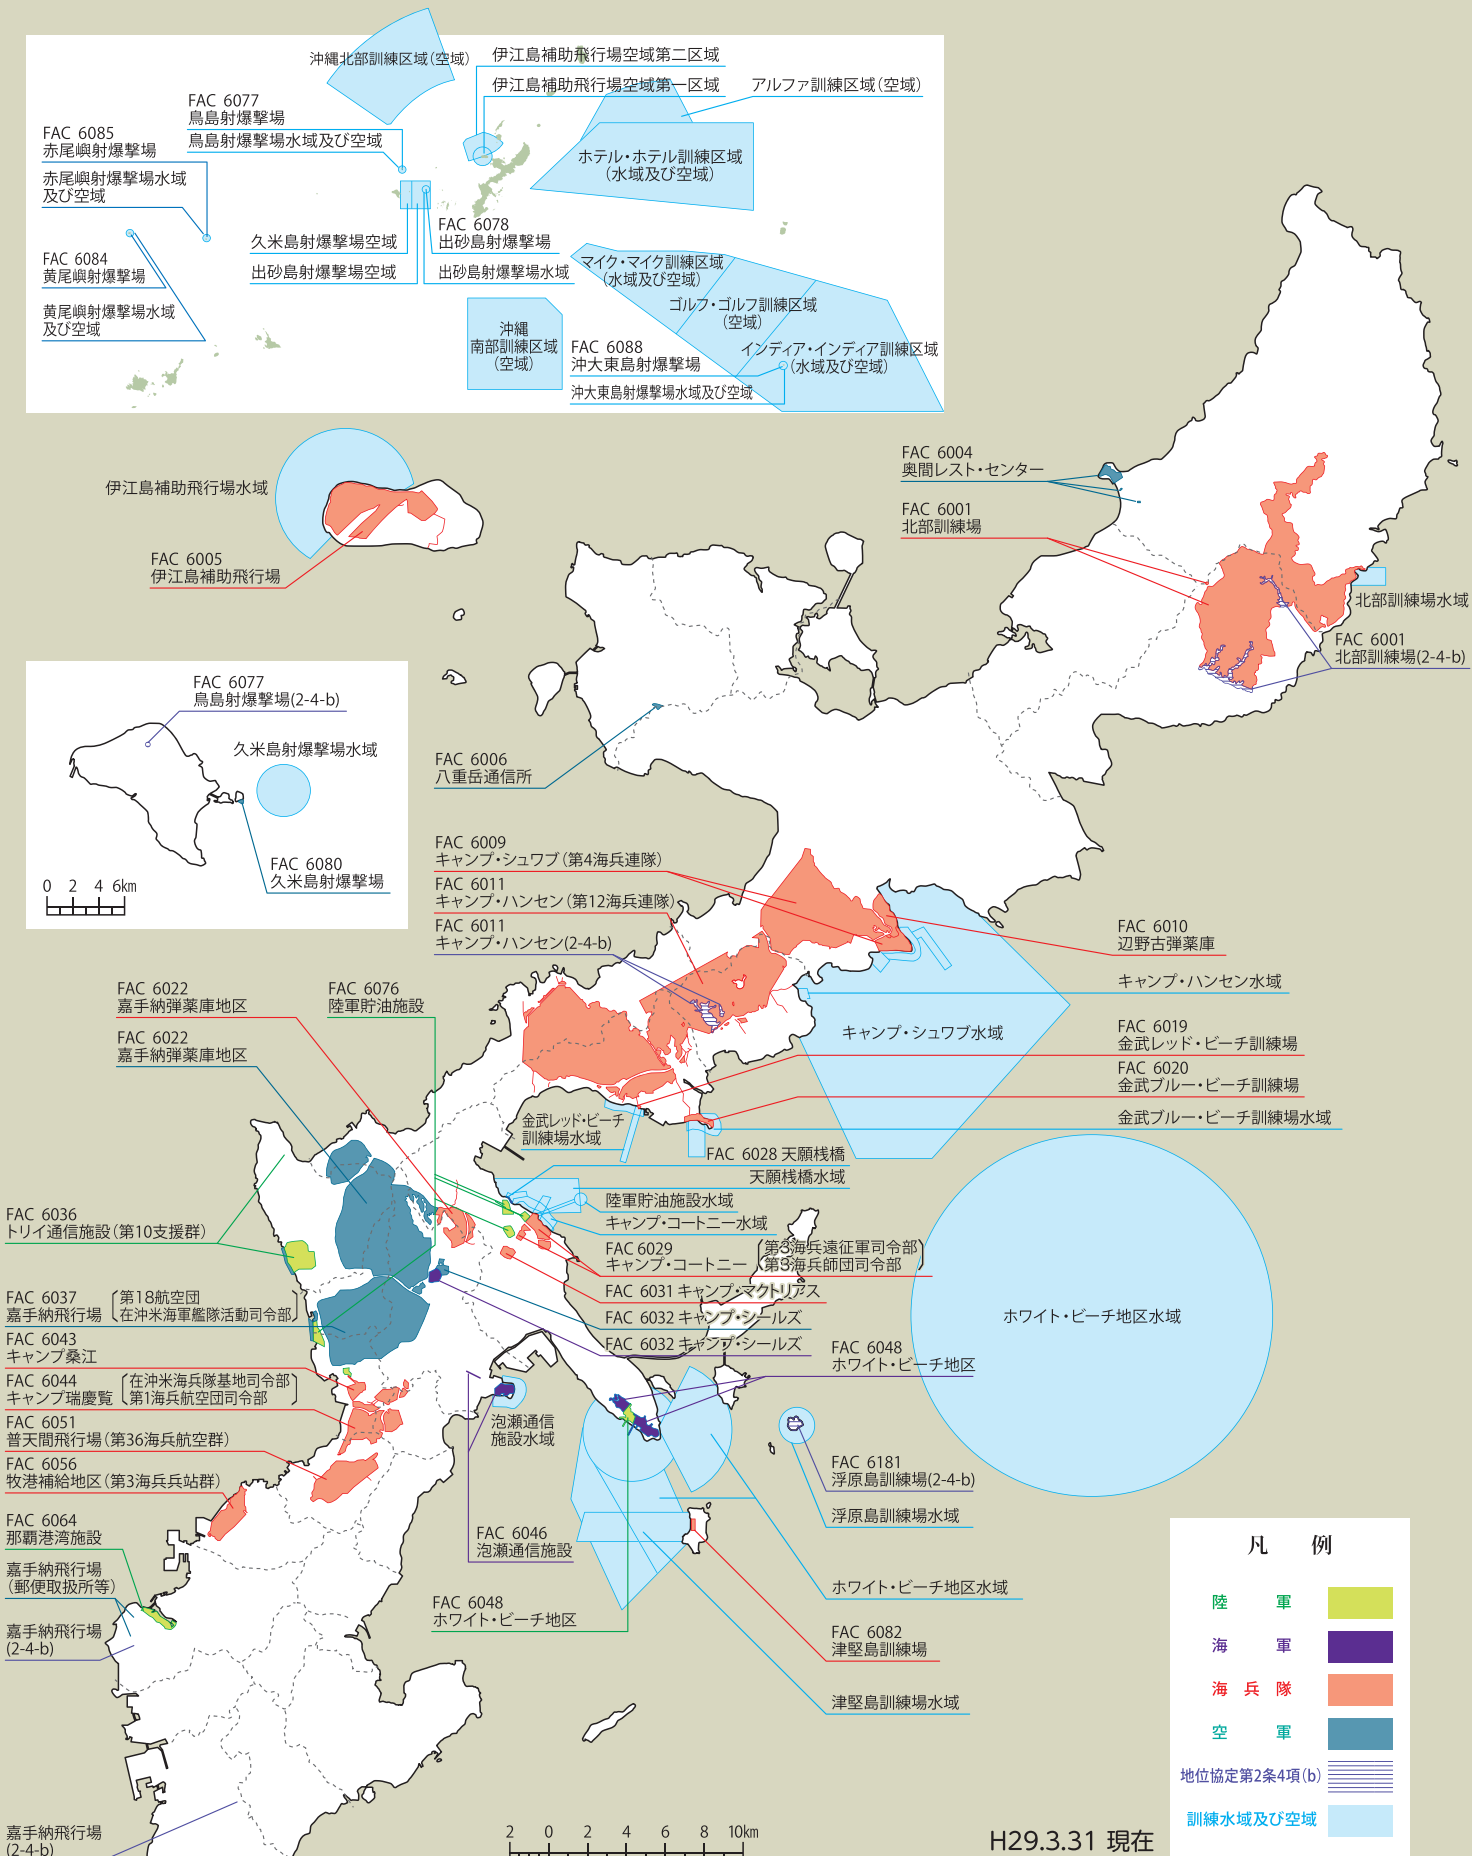 沖縄北部訓練区域(空域)
伊江島補助飛行場空域第二区域
伊江島補助飛行場空域第一区域
アルファ訓練区域(空域)
FAC 6077
鳥島射爆撃場
鳥島射爆撃場水域及び空域
FAC 6085
赤尾嶼射爆撃場
赤尾嶼射爆撃場水域
及び空域
ホテル・ホテル訓練区域
(水域及び空域)
FAC 6084
黄尾嶼射爆撃場
黄尾嶼射爆撃場水域
及び空域
久米島射爆撃場空域
出砂島射爆撃場空域
FAC 6078
出砂島射爆撃場
出砂島射爆撃場水域
マイク・マイク訓練区域
(水域及び空域)
ゴルフ・ゴルフ訓練区域
(空域)
沖縄
南部訓練区域
(空域)
インディア・インディア訓練区域
(水域及び空域)
FAC 6088
沖大東島射爆撃場
沖大東島射爆撃場水域及び空域
伊江島補助飛行場水域
FAC 6005
伊江島補助飛行場
FAC 6004
奥間レスト・センター
FAC 6001
北部訓練場
北部訓練場水域
FAC 6001
北部訓練場(2-4-b)
FAC 6077
鳥島射爆撃場(2-4-b)
久米島射爆撃場水域
FAC 6080
久米島射爆撃場
0 2 4 6km
FAC 6006
八重岳通信所
FAC 6009
キャンプ・シュワブ(第4海兵連隊)
FAC 6011
キャンプ・ハンセン(第12海兵連隊)
FAC 6011
キャンプ・ハンセン(2-4-b)
FAC 6010
辺野古弾薬庫
キャンプ・ハンセン水域
キャンプ・シュワブ水域
FAC 6019
金武レッド・ビーチ訓練場
FAC 6020
金武ブルー・ビーチ訓練場
金武ブルー・ビーチ訓練場水域
FAC 6022
嘉手納弾薬庫地区
FAC 6022
嘉手納弾薬庫地区
FAC 6076
陸軍貯油施設
金武レッド・ビーチ
訓練場水域
FAC 6028 天願桟橋
天願桟橋水域
陸軍貯油施設水域
キャンプ・コートニー水域
FAC 6029
キャンプ・コートニー
第3海兵遠征軍司令部
第3海兵師団司令部
FAC 6031 キャンプ・マクトリアス
FAC 6032 キャンプ・シールズ
FAC 6032 キャンプ・シールズ
FAC 6036
トリイ通信施設(第10支援群)
FAC 6037
嘉手納飛行場
第18航空団
在沖米海軍艦隊活動司令部
FAC 6043
キャンプ桑江
FAC 6044
キャンプ瑞慶覧
在沖米海兵隊基地司令部
第1海兵航空団司令部
FAC 6051
普天間飛行場(第36海兵航空群)
FAC 6056
牧港補給地区(第3海兵兵站群)
FAC 6064
那覇港湾施設
嘉手納飛行場
(郵便取扱所等)
嘉手納飛行場
(2-4-b)
嘉手納飛行場
(2-4-b)
ホワイト・ビーチ地区水域
FAC 6048
ホワイト・ビーチ地区
泡瀬通信
施設水域
FAC 6046
泡瀬通信施設
FAC 6048
ホワイト・ビーチ地区
FAC 6181
浮原島訓練場(2-4-b)
浮原島訓練場水域
ホワイト・ビーチ地区水域
FAC 6082
津堅島訓練場
津堅島訓練場水域
凡 例
陸 軍
海 軍
海 兵 隊
空 軍
地位協定第2条4項(b)
訓練水域及び空域
2 0 2 4 6 8 10km
H29.3.31 現在